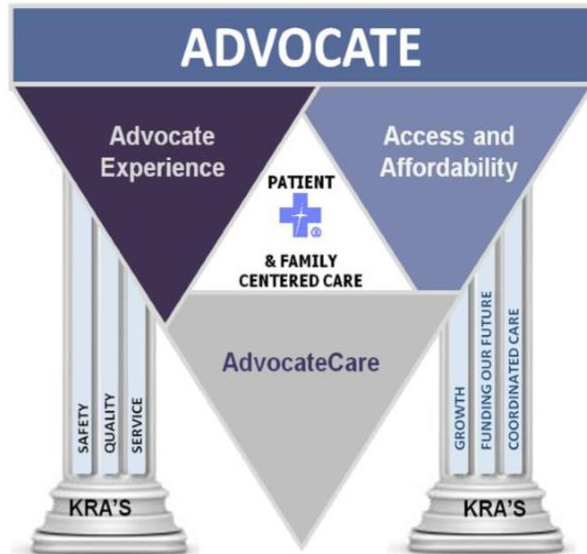 ADVOCATE
Advocate
Experience
Access and
Affordability
PATIENT
& FAMILY
CENTERED CARE
AdvocateCare
SAFETY
QUALITY
SERVICE
KRA'S
GROWTH
FUNDING OUR FUTURE
COORDINATED CARE
KRA'S